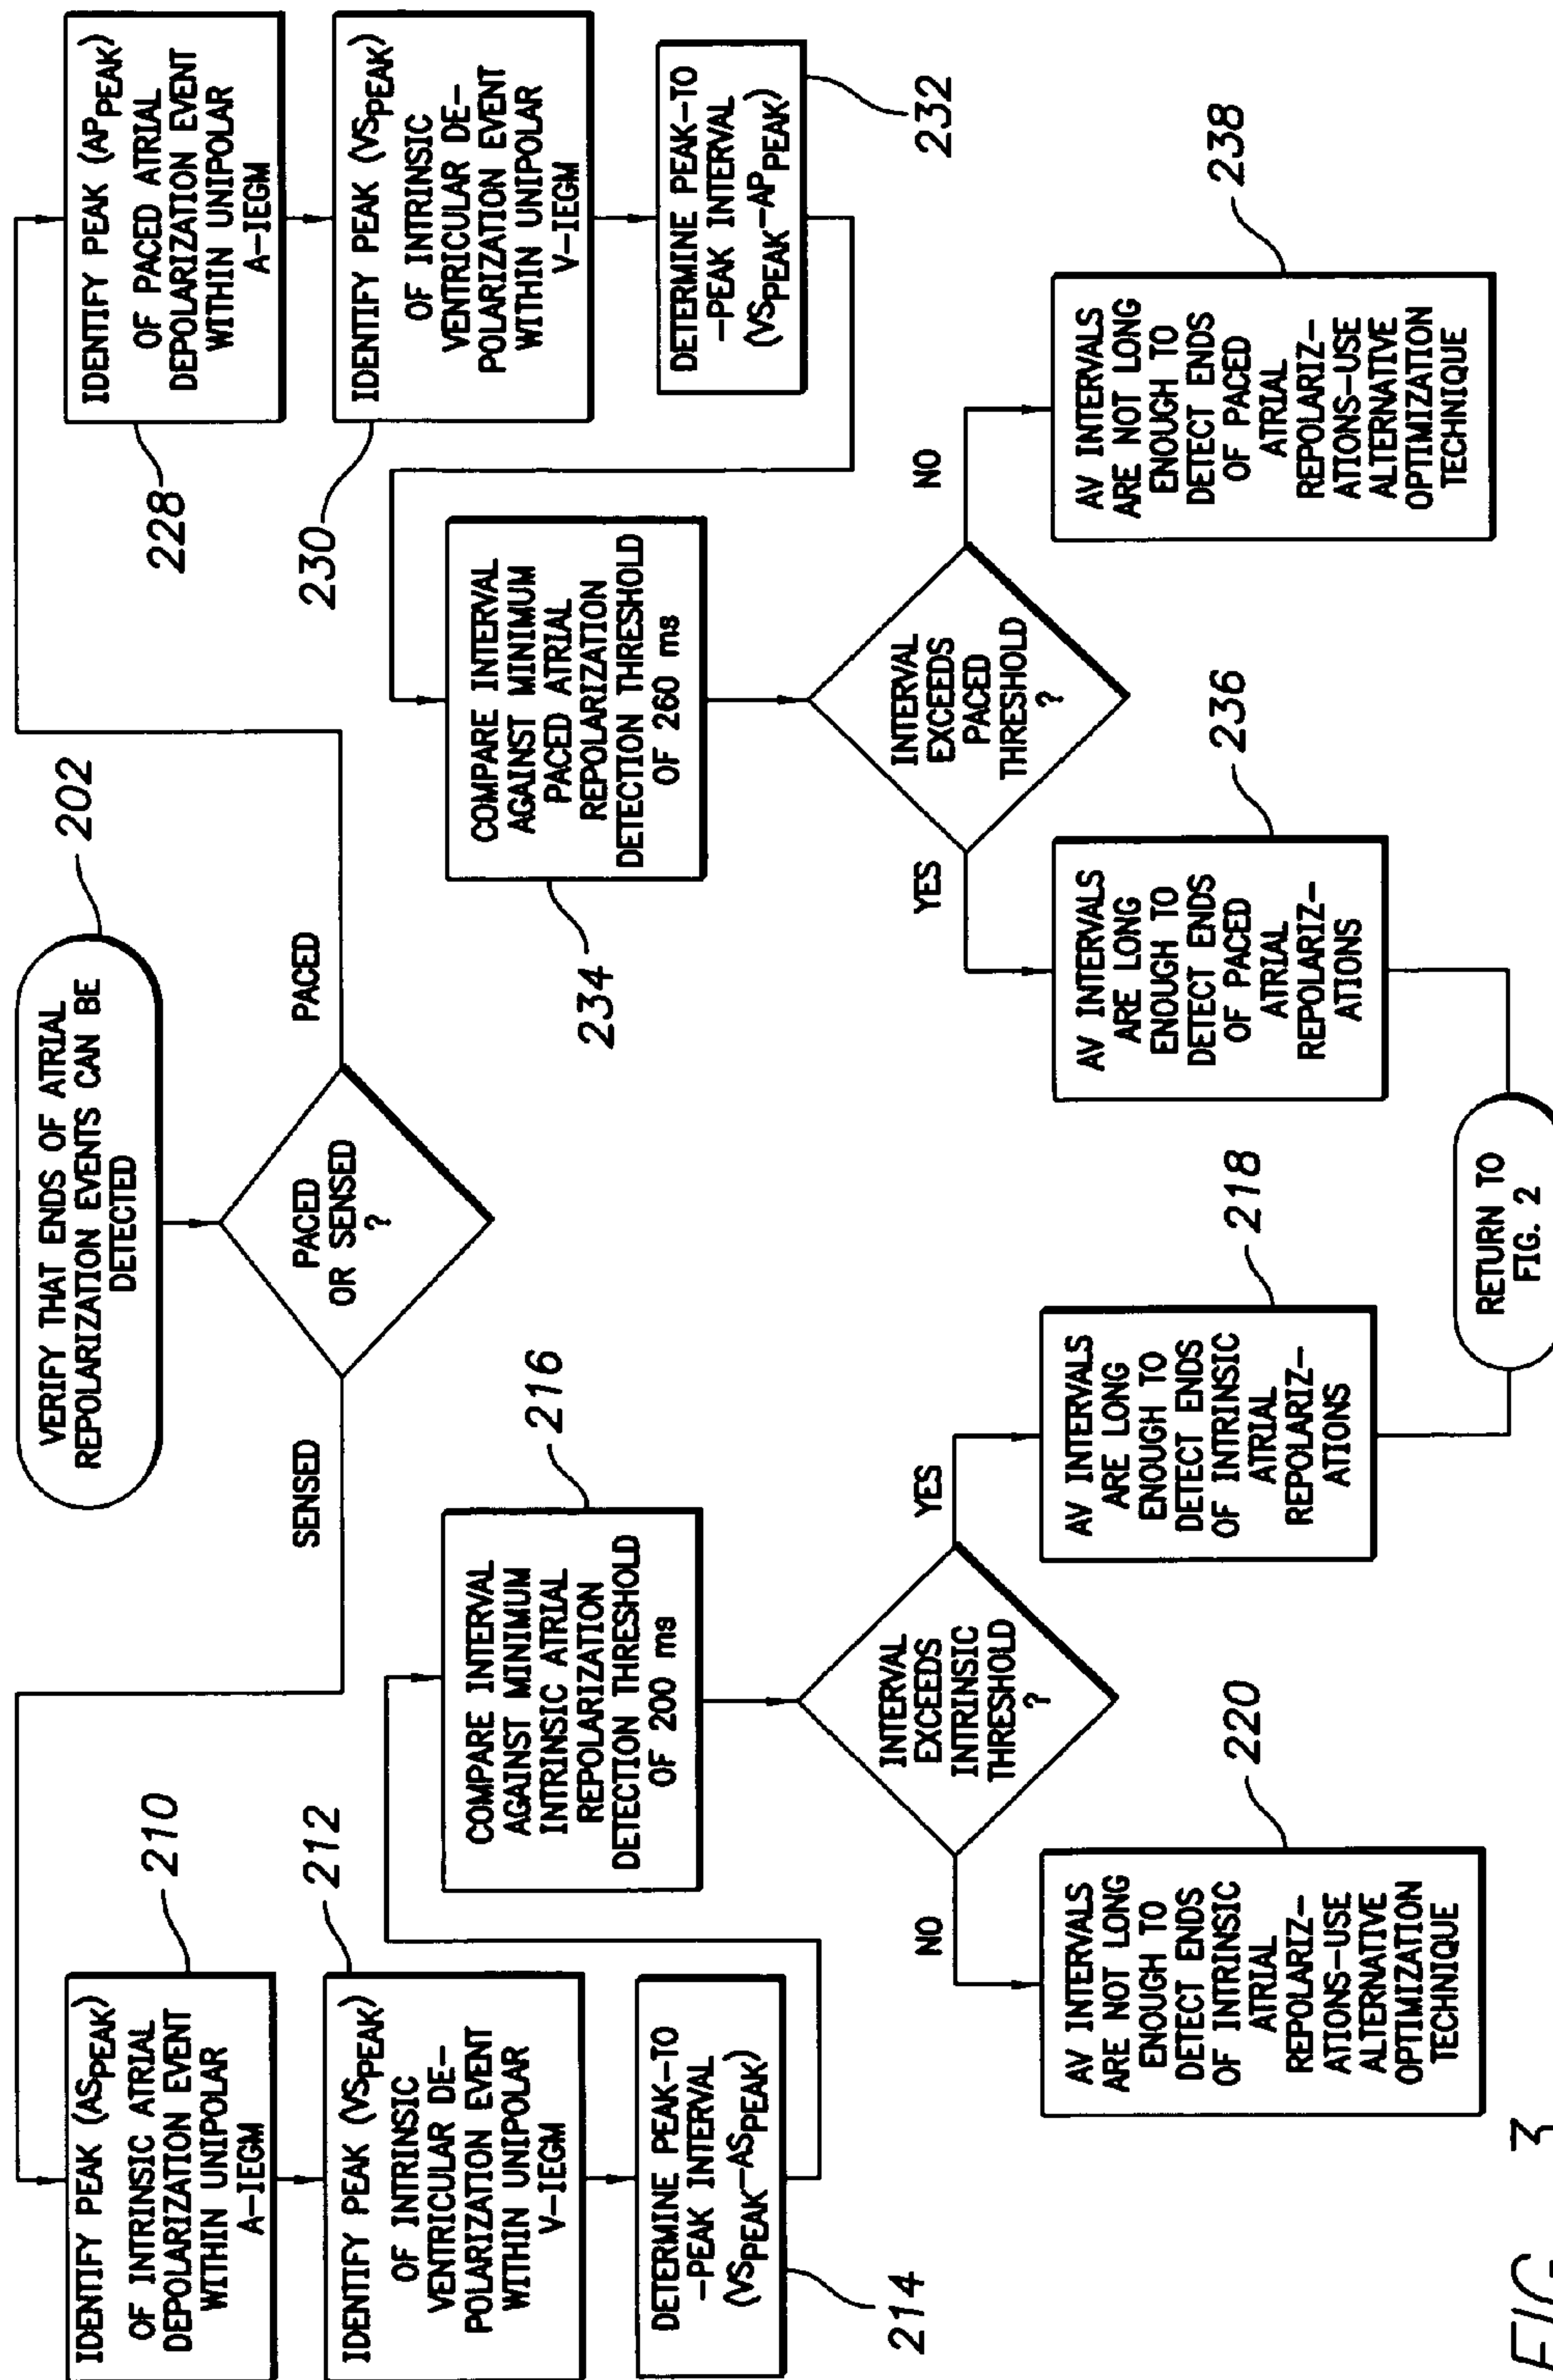 VERIFY THAT ENDS OF ATRIAL
REPOLARIZATION EVENTS CAN BE
DETECTED
202
PACED
OR SENSED
?
SENSED
PACED
IDENTIFY PEAK (ASPEAK)
OF INTRINSIC ATRIAL
DEPOLARIZATION EVENT
WITHIN UNIPOLAR
A-IEGM
210
IDENTIFY PEAK (VSPEAK)
OF INTRINSIC
VENTRICULAR DE-
POLARIZATION EVENT
WITHIN UNIPOLAR
V-IEGM
212
DETERMINE PEAK-TO
-PEAK INTERVAL
(VSPEAK-ASPEAK)
214
COMPARE INTERVAL
AGAINST MINIMUM
INTRINSIC ATRIAL
REPOLARIZATION
DETECTION THRESHOLD
OF 200 ms
216
INTERVAL
EXCEEDS
INTRINSIC
THRESHOLD
?
NO
YES
AV INTERVALS
ARE NOT LONG
ENOUGH TO
DETECT ENDS
OF INTRINSIC
ATRIAL
REPOLARIZ-
ATIONS-USE
ALTERNATIVE
OPTIMIZATION
TECHNIQUE
220
AV INTERVALS
ARE LONG
ENOUGH TO
DETECT ENDS
OF INTRINSIC
ATRIAL
REPOLARIZ-
ATIONS
218
IDENTIFY PEAK (APPEAK)
OF PACED ATRIAL
DEPOLARIZATION EVENT
WITHIN UNIPOLAR
A-IEGM
228
IDENTIFY PEAK (VSPEAK)
OF INTRINSIC
VENTRICULAR DE-
POLARIZATION EVENT
WITHIN UNIPOLAR
V-IEGM
230
DETERMINE PEAK-TO
-PEAK INTERVAL
(VSPEAK-APPEAK)
232
COMPARE INTERVAL
AGAINST MINIMUM
PACED ATRIAL
REPOLARIZATION
DETECTION THRESHOLD
OF 260 ms
234
INTERVAL
EXCEEDS
PACED
THRESHOLD
?
YES
NO
AV INTERVALS
ARE LONG
ENOUGH TO
DETECT ENDS
OF PACED
ATRIAL
REPOLARIZ-
ATIONS
236
AV INTERVALS
ARE NOT LONG
ENOUGH TO
DETECT ENDS
OF PACED
ATRIAL
REPOLARIZ-
ATIONS-USE
ALTERNATIVE
OPTIMIZATION
TECHNIQUE
238
RETURN TO
FIG. 2
FIG. 3